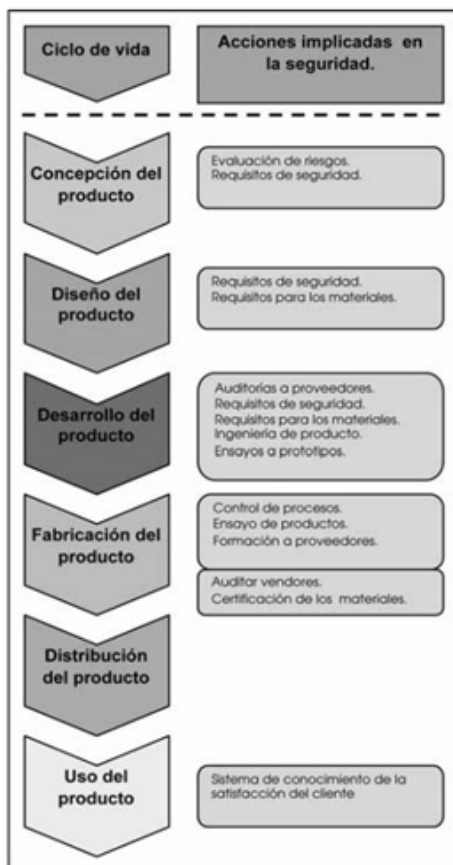 Ciclo de vida
Acciones implicadas en
la seguridad.
Concepción del
producto
Evaluación de riesgos.
Requisitos de seguridad.
Diseño del
producto
Requisitos de seguridad.
Requisitos para los materiales.
Desarrollo del
producto
Auditorías a proveedores.
Requisitos de seguridad.
Requisitos para los materiales.
Ingeniería de producto.
Ensayos a prototipos.
Fabricación del
producto
Control de procesos.
Ensayo de productos.
Formación a proveedores.
Auditar vendores.
Certificación de los materiales.
Distribución
del producto
Uso del
producto
Sistema de conocimiento de la
satisfacción del cliente